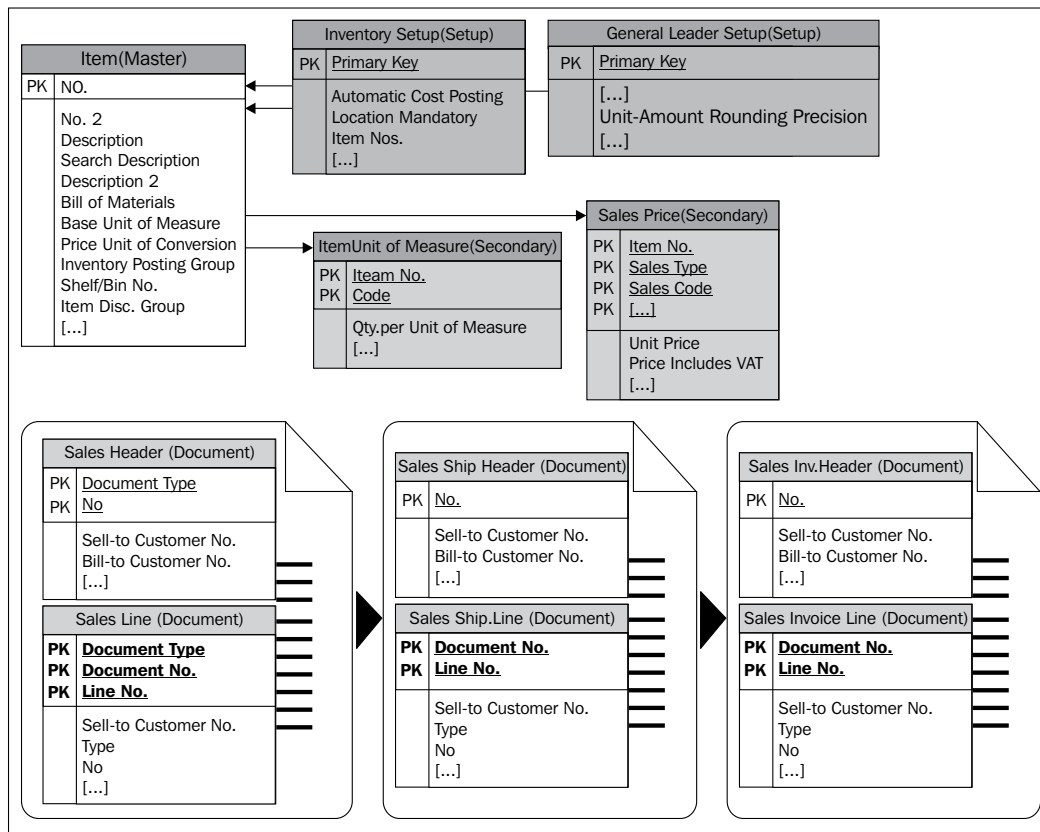 Item(Master)
PK NO.
No. 2
Description
Search Description
Description 2
Bill of Materials
Base Unit of Measure
Price Unit of Conversion
Inventory Posting Group
Shelf/Bin No.
Item Disc. Group
[...]
Inventory Setup(Setup)
PK Primary Key
Automatic Cost Posting
Location Mandatory
Item Nos.
[...]
General Leader Setup(Setup)
PK Primary Key
[...]
Unit-Amount Rounding Precision
[...]
ItemUnit of Measure(Secondary)
PK Iteam No.
PK Code
Qty.per Unit of Measure
[...]
Sales Price(Secondary)
PK Item No.
PK Sales Type
PK Sales Code
PK [...]
Unit Price
Price Includes VAT
[...]
Sales Header (Document)
PK Document Type
PK No
Sell-to Customer No.
Bill-to Customer No.
[...]
Sales Line (Document)
PK Document Type
PK Document No.
PK Line No.
Sell-to Customer No.
Type
No
[...]
Sales Ship Header (Document)
PK No.
Sell-to Customer No.
Bill-to Customer No.
[...]
Sales Ship.Line (Document)
PK Document No.
PK Line No.
Sell-to Customer No.
Type
No
[...]
Sales Inv.Header (Document)
PK No.
Sell-to Customer No.
Bill-to Customer No.
[...]
Sales Invoice Line (Document)
PK Document No.
PK Line No.
Sell-to Customer No.
Type
No
[...]